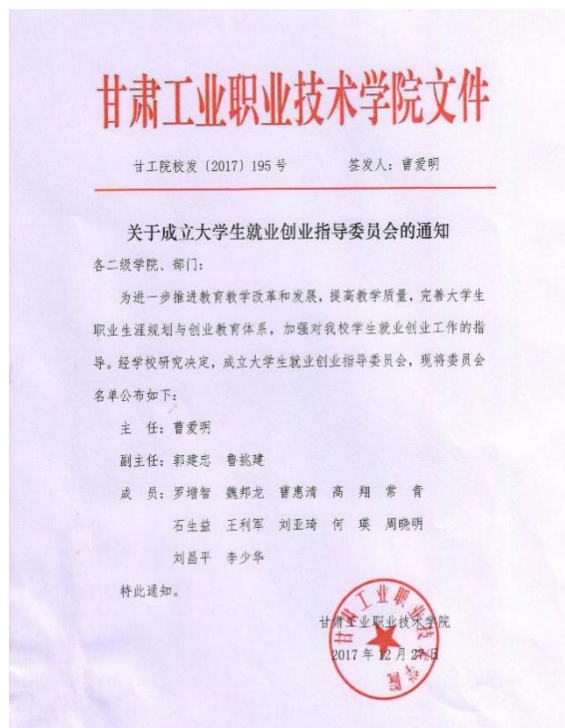 甘肃工业职业技术学院文件
甘工院校发〔2017〕195号 签发人：曹爱明
关于成立大学生就业创业指导委员会的通知
各二级学院、部门：
为进一步推进教育教学改革和发展，提高教学质量，完善大学生
职业生涯规划与创业教育体系，加强对我校学生就业创业工作的指
导。经学校研究决定，成立大学生就业创业指导委员会，现将委员会
名单公布如下：
主 任：曹爱明
副主任：郭建忠 鲁挑建
成 员：罗增智 魏邦龙 曹惠清 高 翔 常 青
石生益 王利军 刘亚琦 何 瑛 周晓明
刘昌平 李少华
特此通知。
甘肃工业职业技术学院
2017年12月27日
甘肃工业职业技术学院